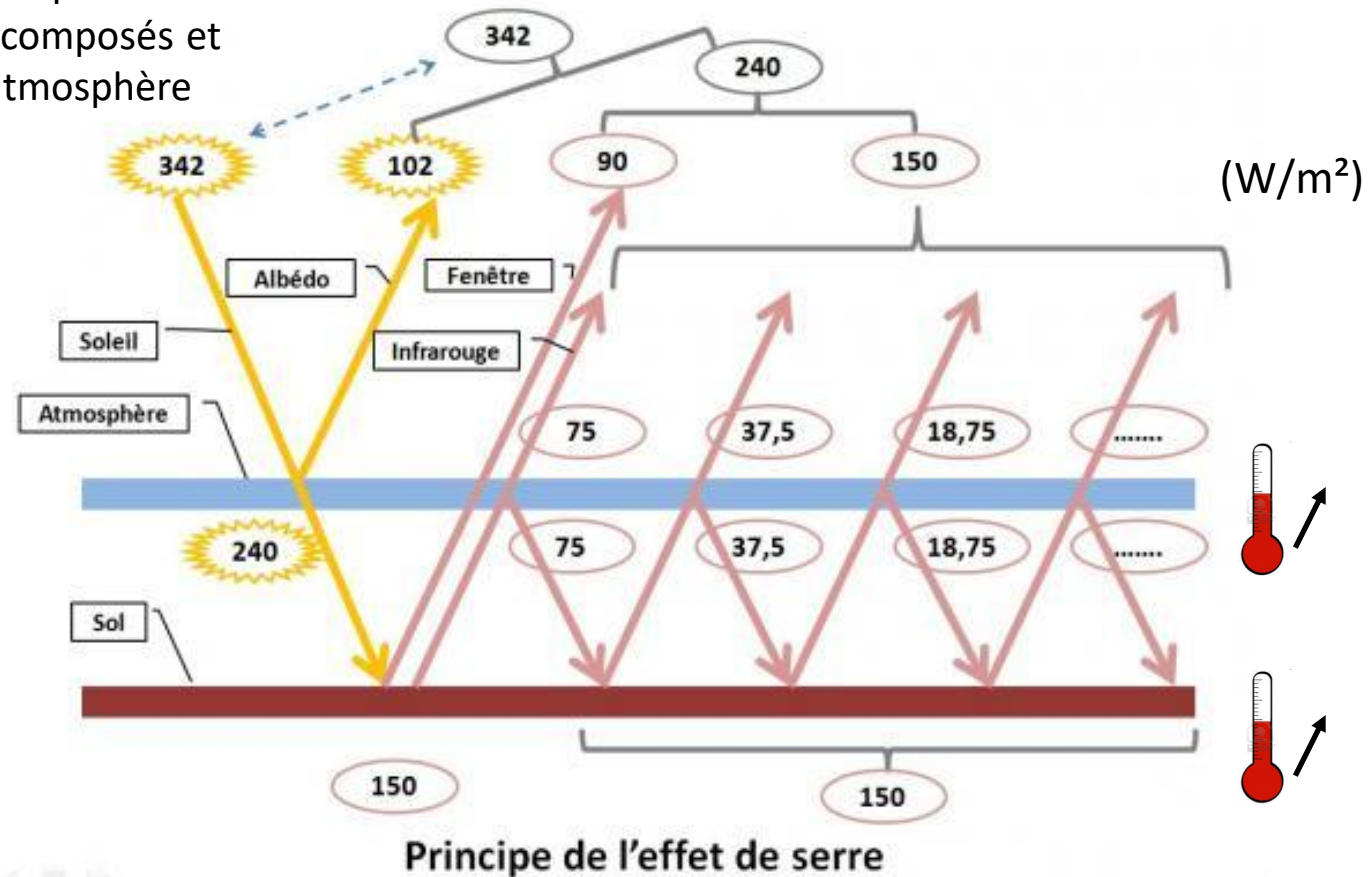 composés et
tmosphère
342
240
342
102
90
150
(W/m²)
Albédo
Fenêtre
Soleil
Infrarouge
Atmosphère
75
37,5
18,75
.......
240
75
37,5
18,75
.......
Sol
150
150
Principe de l'effet de serre